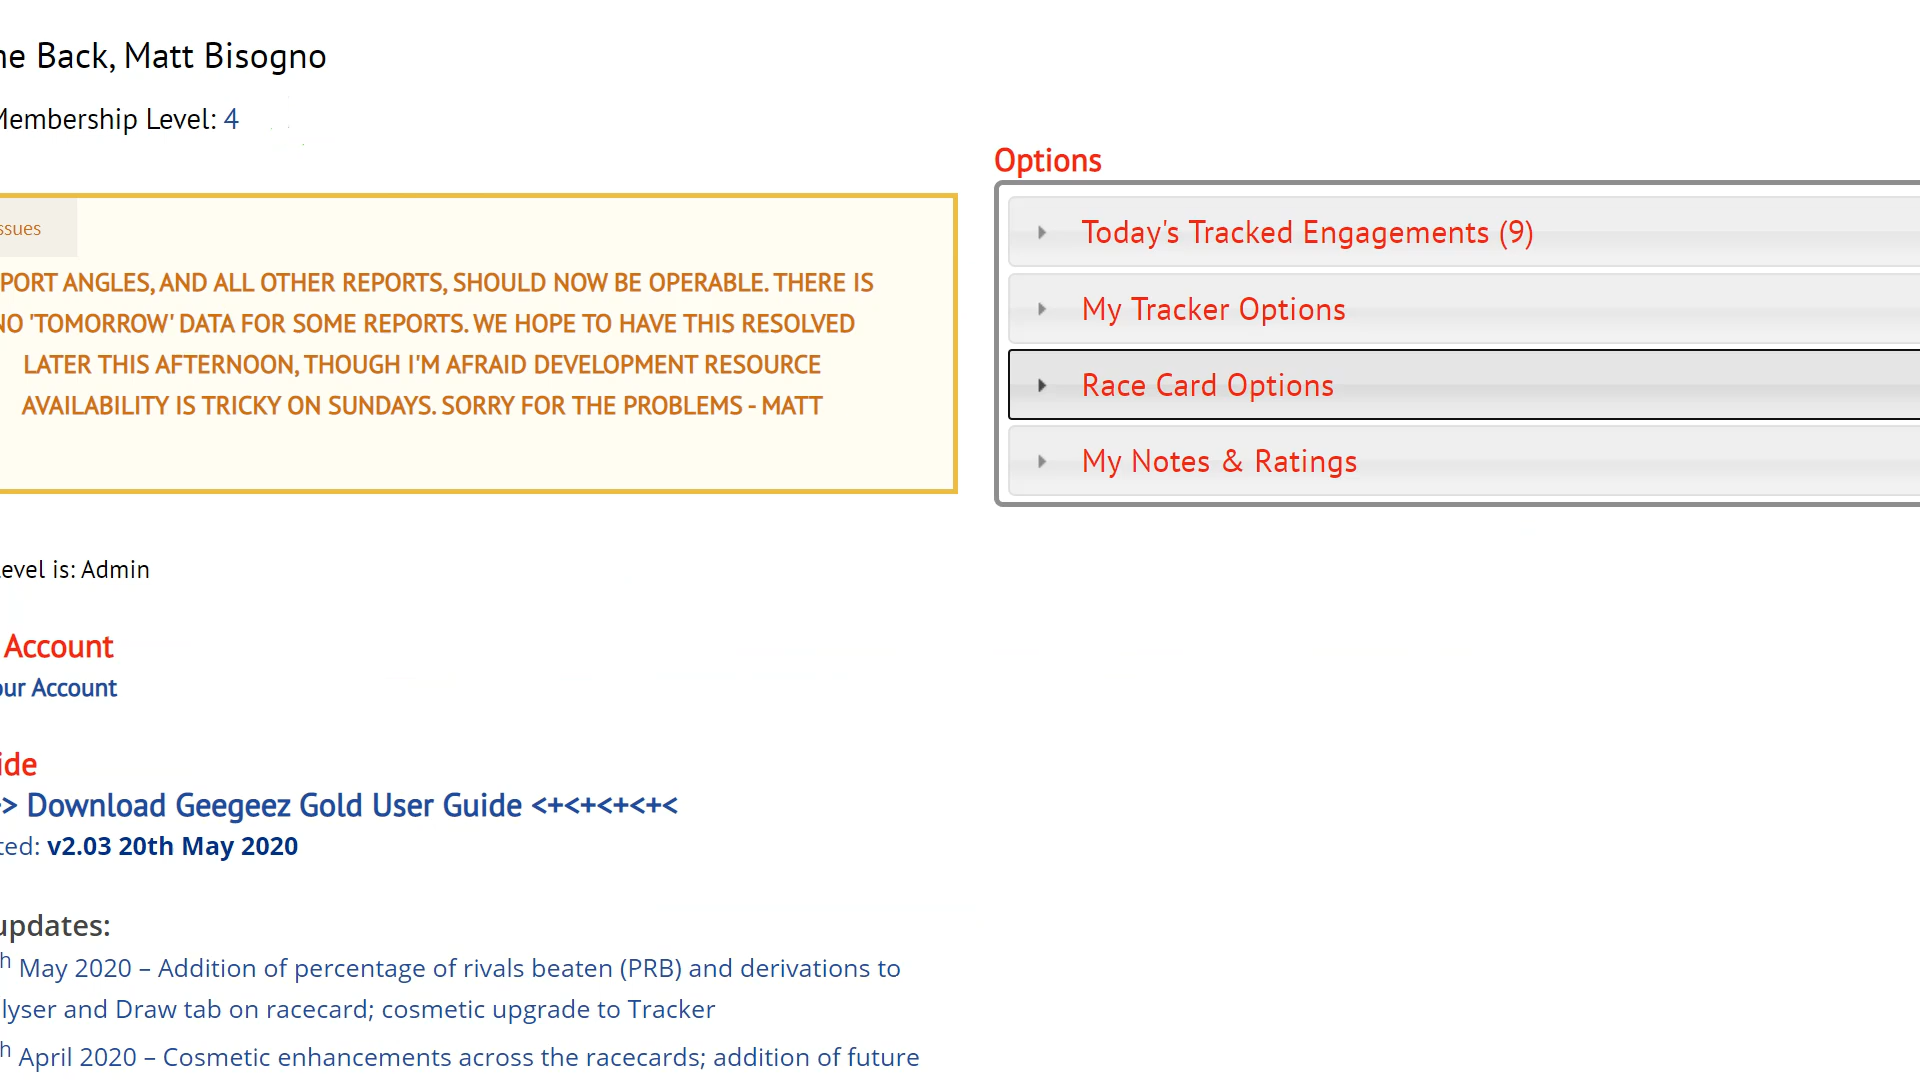 ne Back, Matt Bisogno
Membership Level: 4
ssues
PORT ANGLES, AND ALL OTHER REPORTS, SHOULD NOW BE OPERABLE. THERE IS
NO 'TOMORROW' DATA FOR SOME REPORTS. WE HOPE TO HAVE THIS RESOLVED
LATER THIS AFTERNOON, THOUGH I'M AFRAID DEVELOPMENT RESOURCE
AVAILABILITY IS TRICKY ON SUNDAYS. SORRY FOR THE PROBLEMS - MATT
Options
Today's Tracked Engagements (9)
My Tracker Options
Race Card Options
My Notes & Ratings
evel is: Admin
Account
our Account
ide
> Download Geegeez Gold User Guide <+<+<+<+<
ted: v2.03 20th May 2020
updates:
h May 2020 – Addition of percentage of rivals beaten (PRB) and derivations to
lyser and Draw tab on racecard; cosmetic upgrade to Tracker
h April 2020 – Cosmetic enhancements across the racecards; addition of future